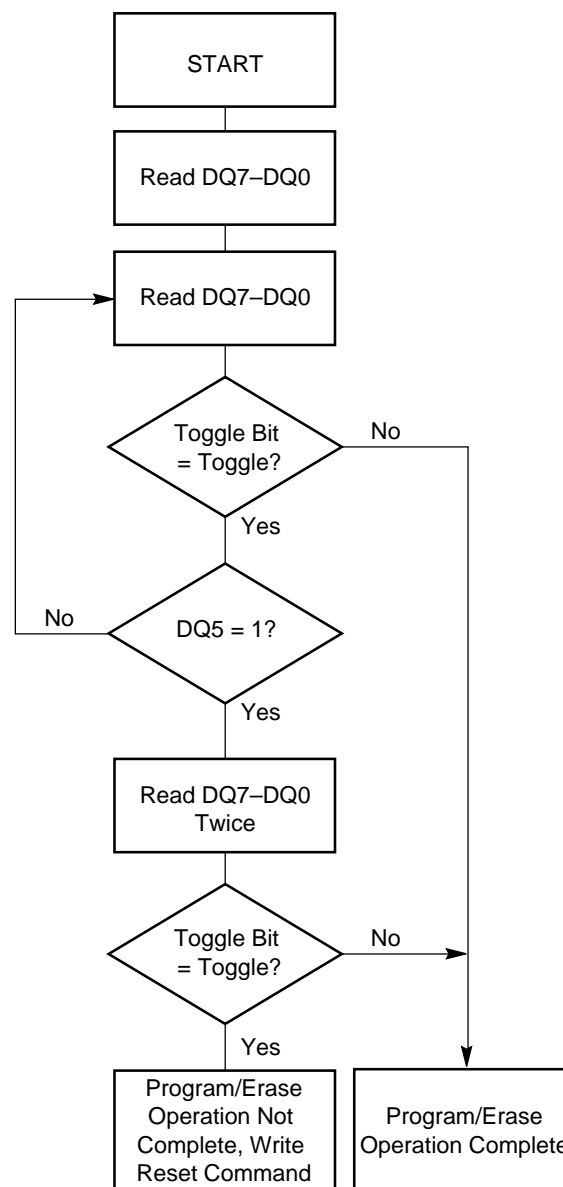 START
Read DQ7–DQ0
Read DQ7–DQ0
Toggle Bit
= Toggle?
No
Yes
No
DQ5 = 1?
Yes
Read DQ7–DQ0
Twice
Toggle Bit
= Toggle?
No
Yes
Program/Erase
Operation Not
Complete, Write
Reset Command
Program/Erase
Operation Complete